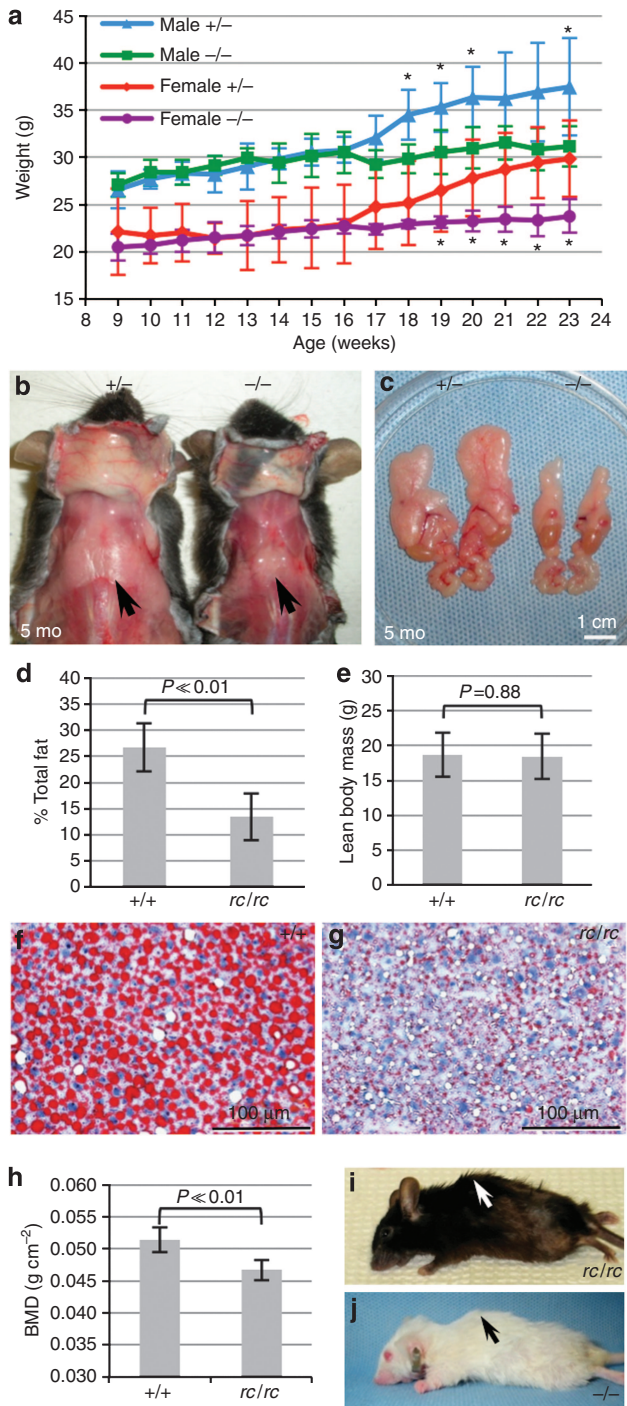 a
45
40
35
30
25
20
15
Weight (g)
Male +/–
Male –/–
Female +/–
Female –/–
* * * *
* * * * *
8 9 10 11 12 13 14 15 16 17 18 19 20 21 22 23 24
Age (weeks)
b
+/– –/–
5 mo
c
+/– –/–
5 mo
1 cm
d
P≪0.01
40
35
30
25
20
15
10
5
0
% Total fat
+/+ rc/rc
e
P=0.88
30
25
20
15
10
5
0
Lean body mass (g)
+/+ rc/rc
f
+/+
100 μm
g
rc/rc
100 μm
h
P≪0.01
0.060
0.055
0.050
0.045
0.040
0.035
0.030
BMD (g cm⁻²)
+/+ rc/rc
i
rc/rc
j
–/–